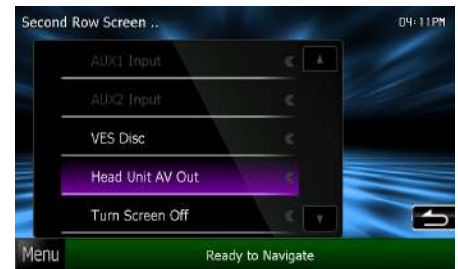 Second Row Screen ..
04:11PM
AUX1 Input
AUX2 Input
VES Disc
Head Unit AV Out
Turn Screen Off
Menu
Ready to Navigate